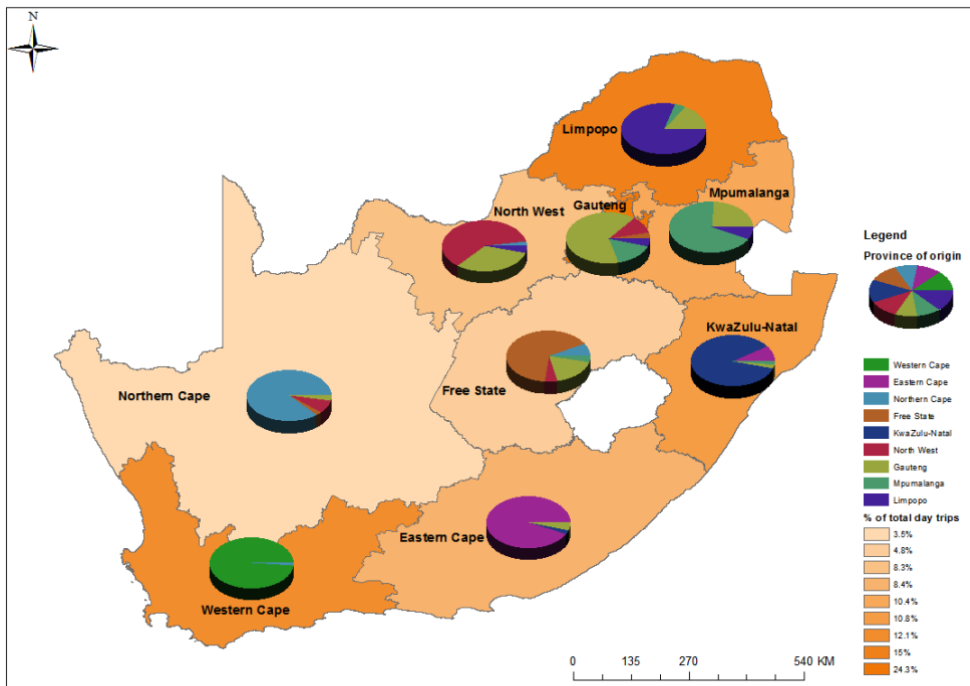 N
Limpopo
Mpumalanga
North West
Gauteng
KwaZulu-Natal
Free State
Northern Cape
Eastern Cape
Western Cape
Legend
Province of origin
Western Cape
Eastern Cape
Northern Cape
Free State
KwaZulu-Natal
North West
Gauteng
Mpumalanga
Limpopo
% of total day trips
3.5%
4.8%
8.3%
8.4%
10.4%
10.8%
12.1%
15%
24.3%
0 135 270 540 KM